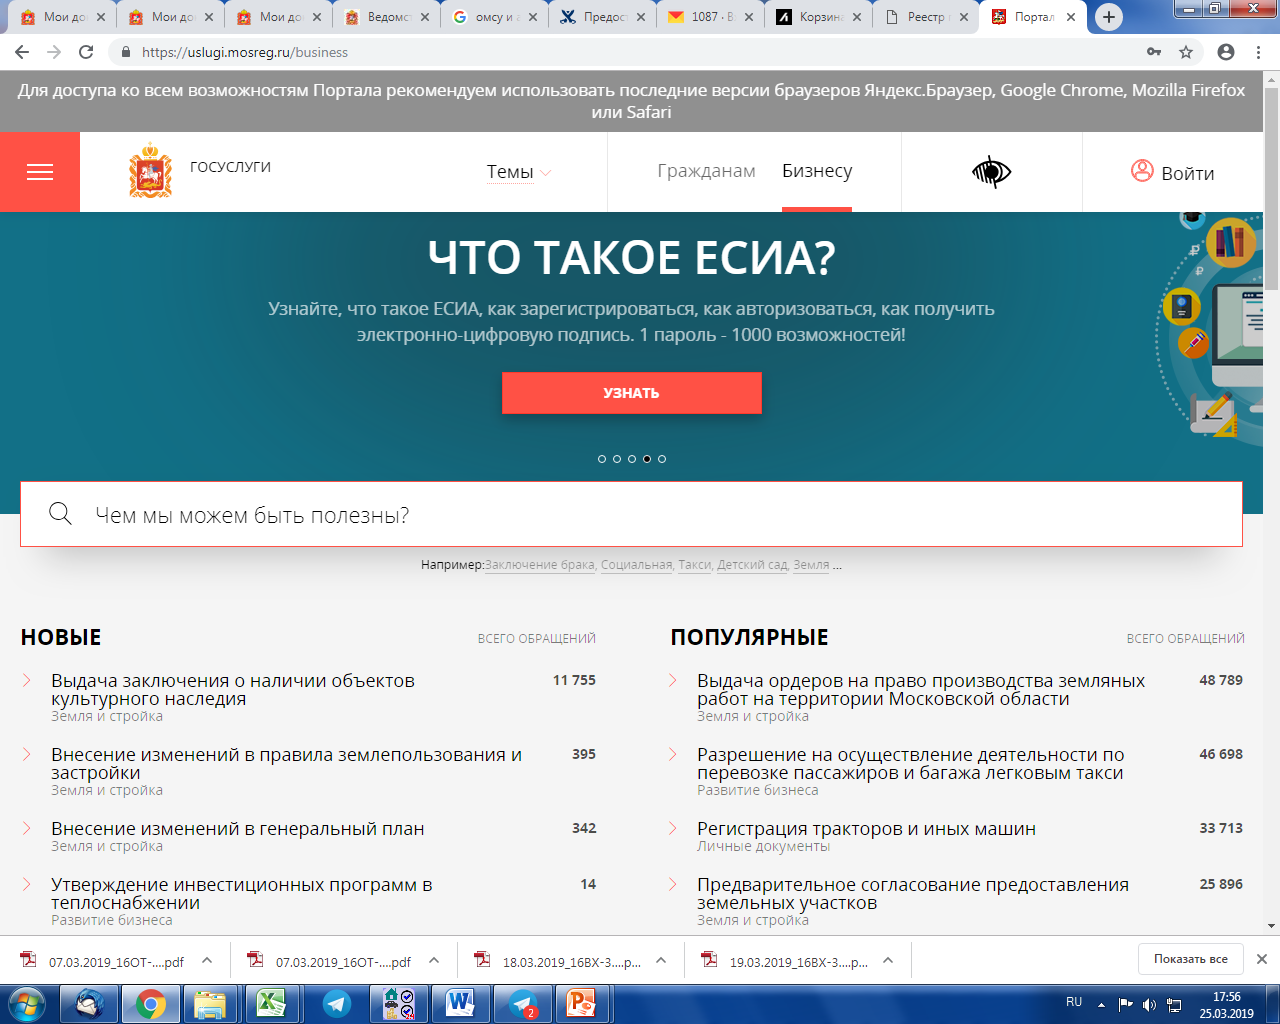 Мои до
Мои до
Мои до
Ведомст
омсу и
Предос
1087 · В
Корзина
Реестр
Портал
https://uslugi.mosreg.ru/business
Для доступа ко всем возможностям Портала рекомендуем использовать последние версии браузеров Яндекс.Браузер, Google Chrome, Mozilla Firefox
или Safari
ГОСУСЛУГИ
Темы
Гражданам
Бизнесу
Войти
ЧТО ТАКОЕ ЕСИА?
Узнайте, что такое ЕСИА, как зарегистрироваться, как авторизоваться, как получить
электронно-цифровую подпись. 1 пароль - 1000 возможностей!
УЗНАТЬ
Чем мы можем быть полезны?
Например:Заключение брака, Социальная, Такси, Детский сад, Земля ...
НОВЫЕ
ВСЕГО ОБРАЩЕНИЙ
Выдача заключения о наличии объектов
культурного наследия
11 755
Земля и стройка
Внесение изменений в правила землепользования и
застройки
395
Земля и стройка
Внесение изменений в генеральный план
342
Земля и стройка
Утверждение инвестиционных программ в
теплоснабжении
14
Развитие бизнеса
ПОПУЛЯРНЫЕ
ВСЕГО ОБРАЩЕНИЙ
Выдача ордеров на право производства земляных
работ на территории Московской области
48 789
Земля и стройка
Разрешение на осуществление деятельности по
перевозке пассажиров и багажа легковым такси
46 698
Развитие бизнеса
Регистрация тракторов и иных машин
33 713
Личные документы
Предварительное согласование предоставления
земельных участков
25 896
Земля и стройка
07.03.2019_16ОТ-....pdf
07.03.2019_16ОТ-....pdf
18.03.2019_16ВХ-3....p...
19.03.2019_16ВХ-3....p...
Показать все
2
RU
17:56
25.03.2019